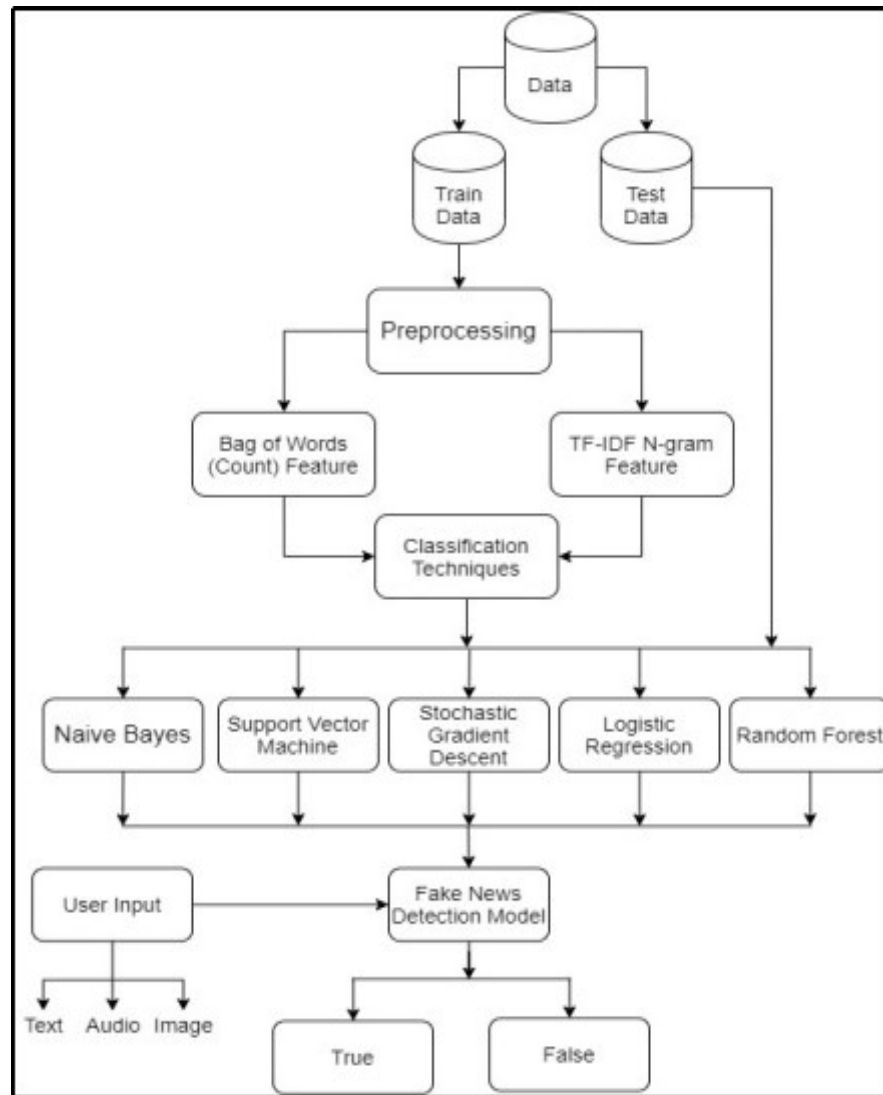 Data
Train
Data
Test
Data
Preprocessing
Bag of Words
(Count) Feature
TF-IDF N-gram
Feature
Classification
Techniques
Naive Bayes
Support Vector
Machine
Stochastic
Gradient
Descent
Logistic
Regression
Random Forest
User Input
Fake News
Detection Model
Text
Audio
Image
True
False